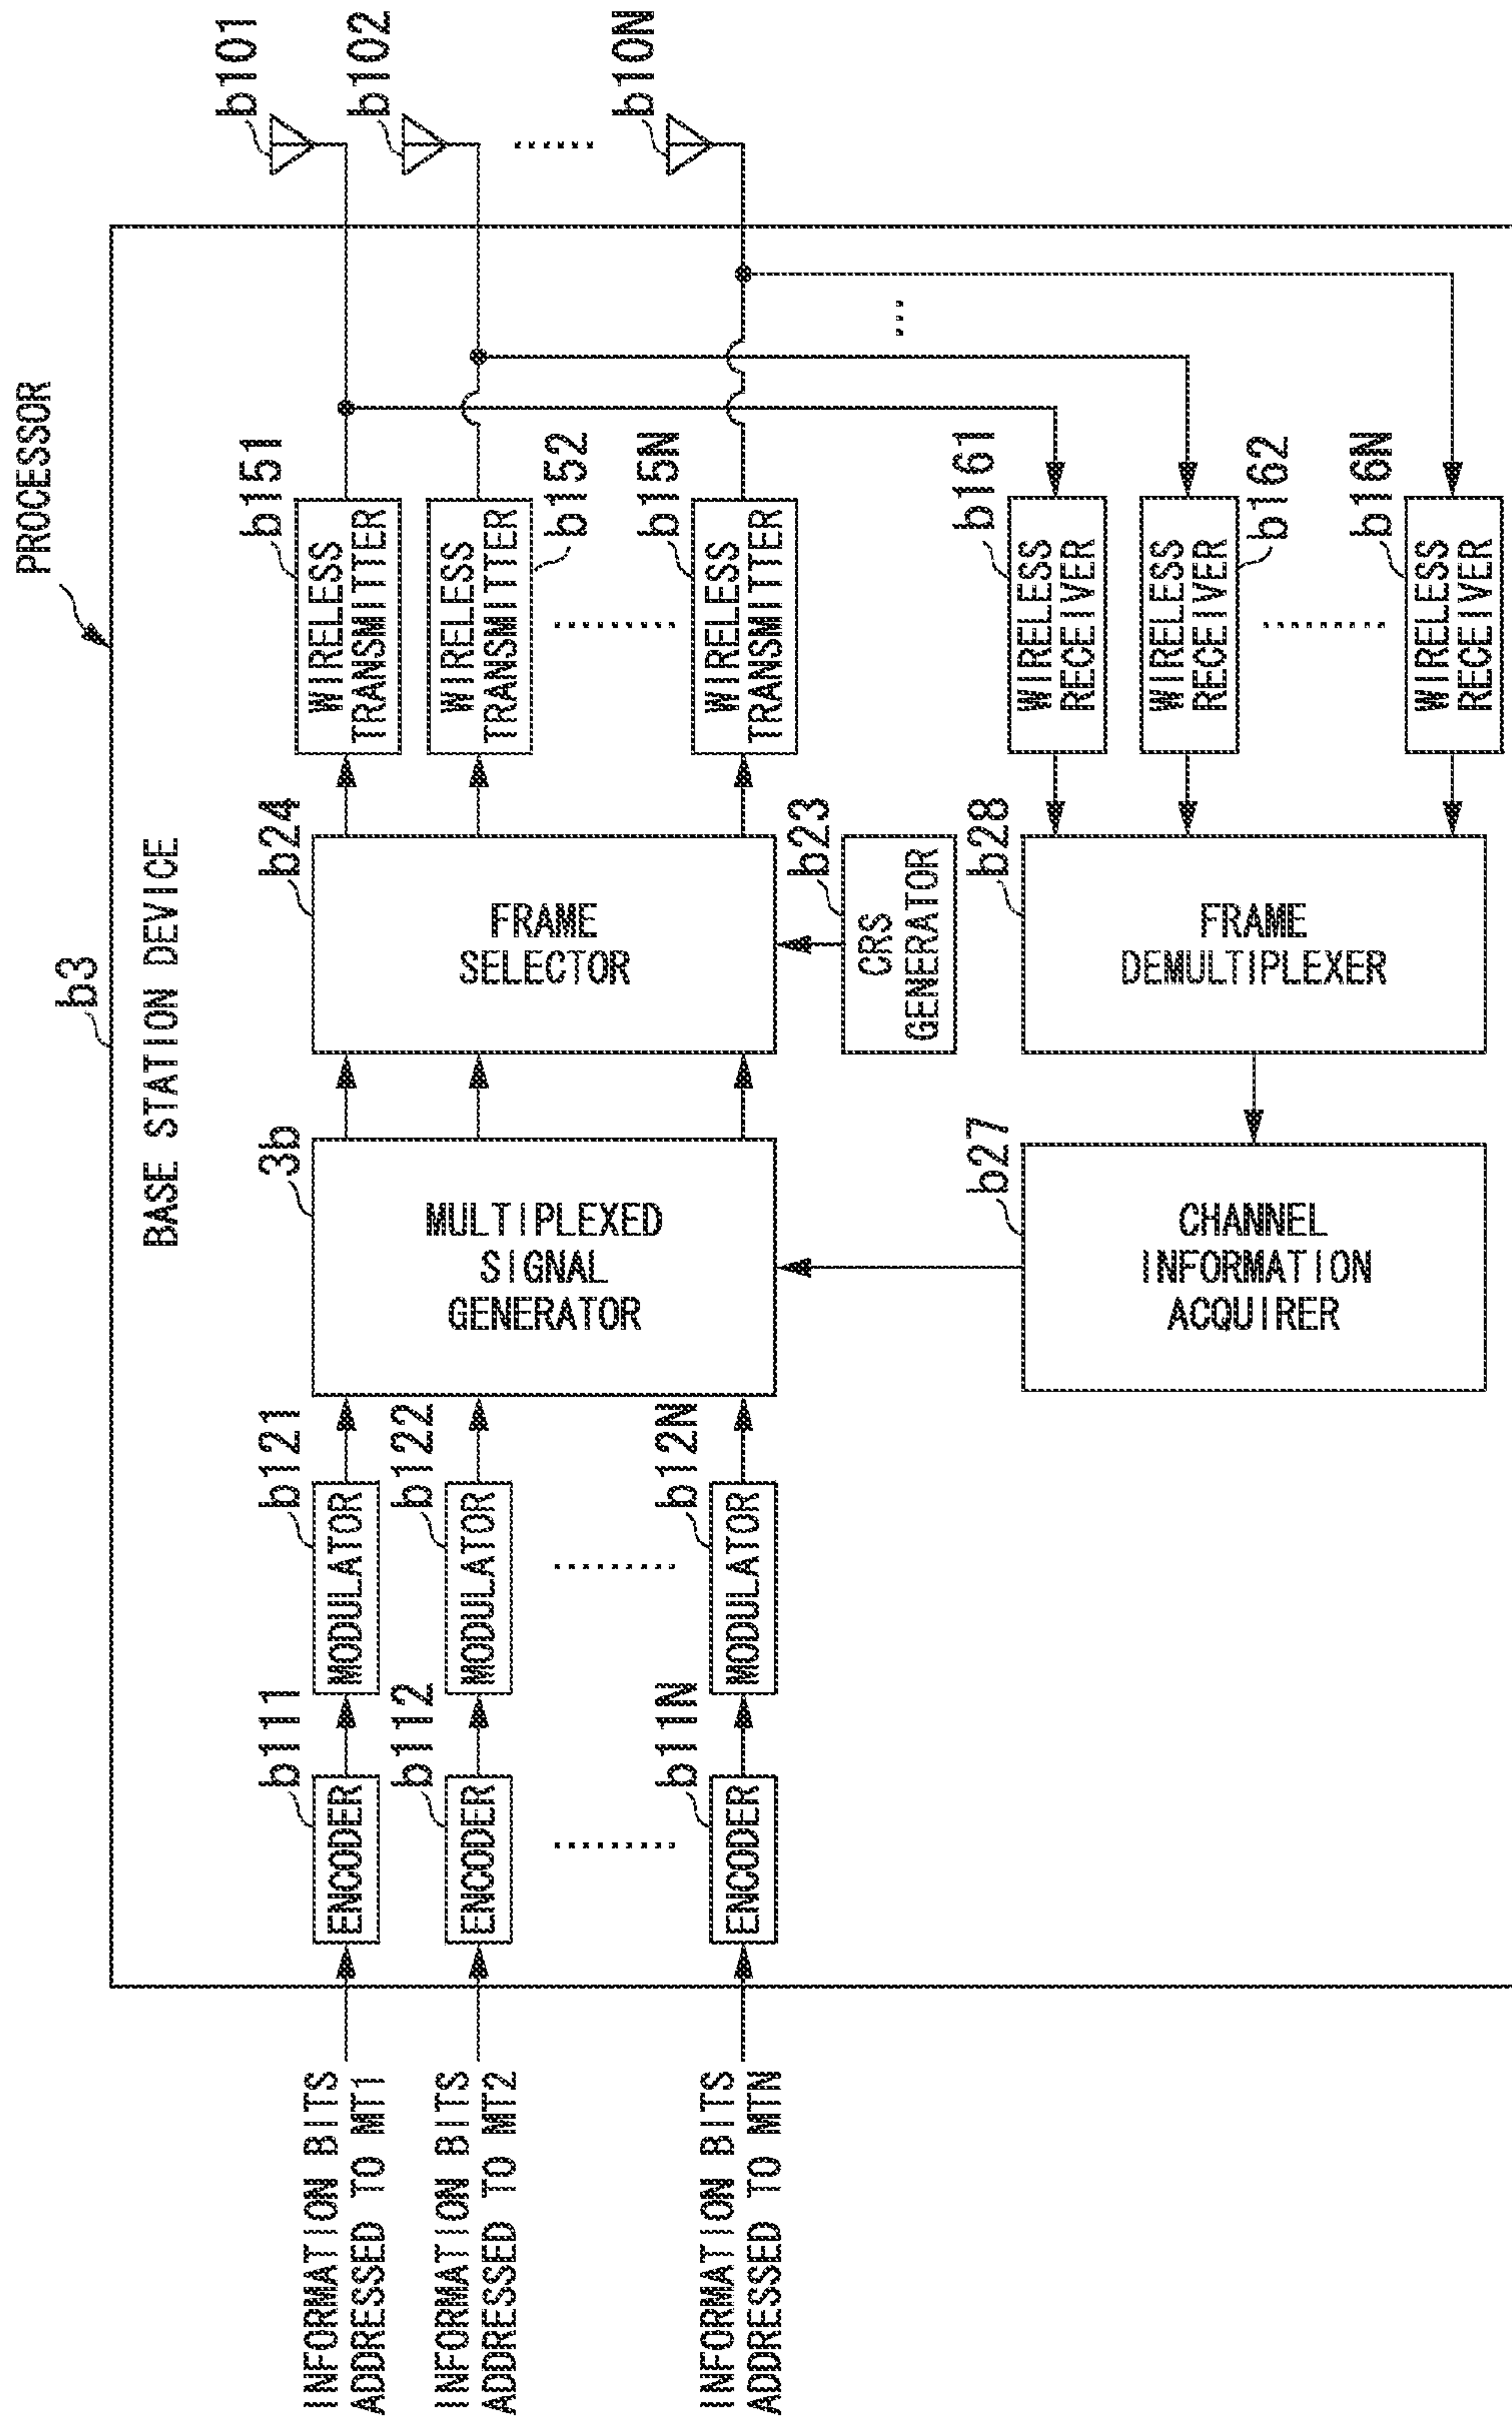 PROCESSOR
b3
BASE STATION DEVICE
INFORMATION BITS
ADDRESSED TO MT1
b111
ENCODER
b121
MODULATOR
3b
MULTIPLEXED
SIGNAL
GENERATOR
b24
FRAME
SELECTOR
b151
WIRELESS
TRANSMITTER
b101
INFORMATION BITS
ADDRESSED TO MT2
b112
ENCODER
b122
MODULATOR
WIRELESS
TRANSMITTER
b152
b102
INFORMATION BITS
ADDRESSED TO MTN
b11N
ENCODER
b12N
MODULATOR
b15N
WIRELESS
TRANSMITTER
b10N
b23
CRS
GENERATOR
b27
CHANNEL
INFORMATION
ACQUIRER
b28
FRAME
DEMULTIPLEXER
b161
WIRELESS
RECEIVER
WIRELESS
RECEIVER
b162
b16N
WIRELESS
RECEIVER